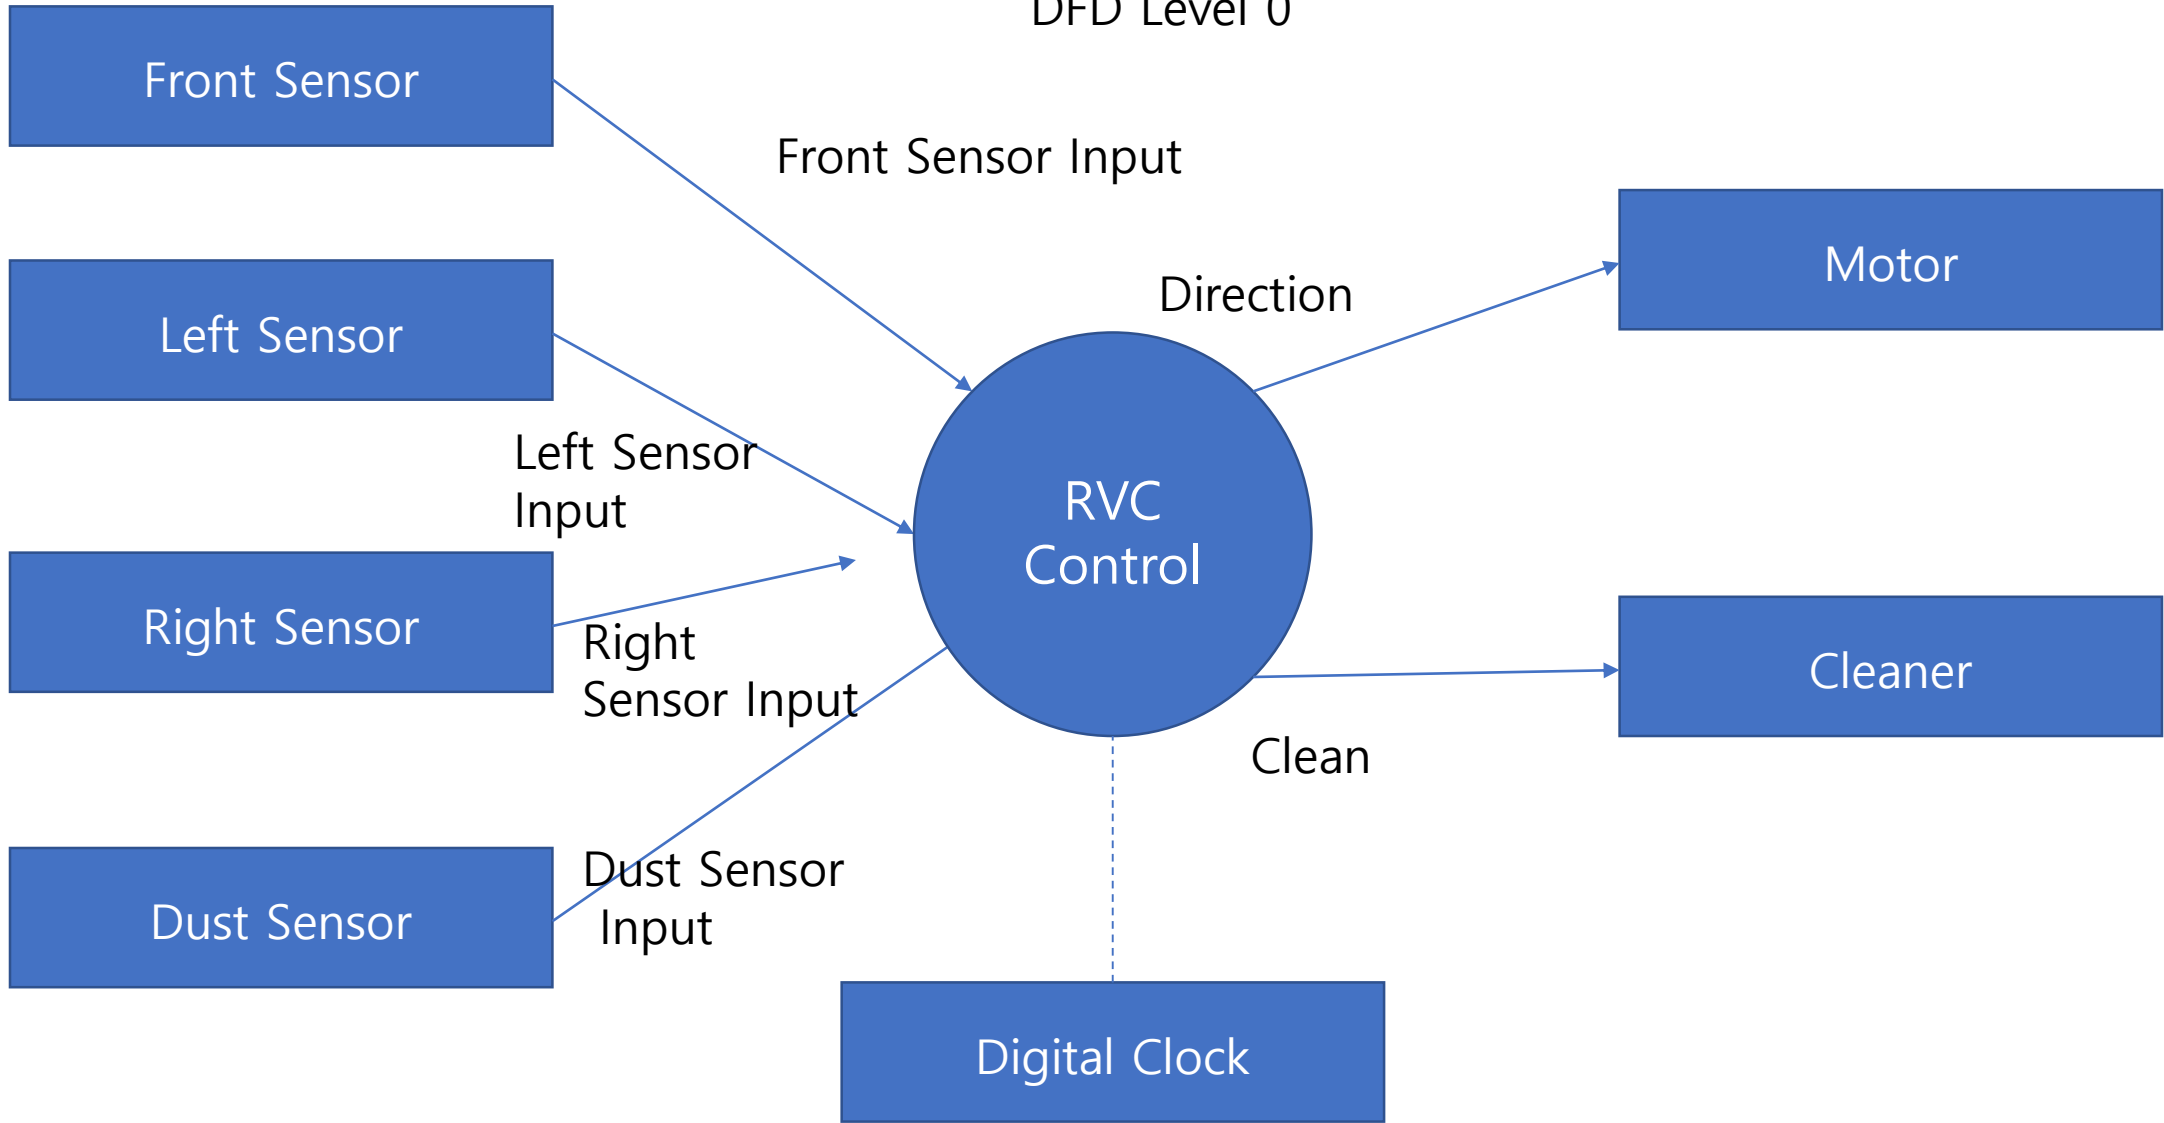 DFD Level 0
Front Sensor
Front Sensor Input
Motor
Direction
Left Sensor
Left Sensor
Input
RVC
Control
Right Sensor
Right
Sensor Input
Cleaner
Clean
Dust Sensor
Dust Sensor
Input
Digital Clock